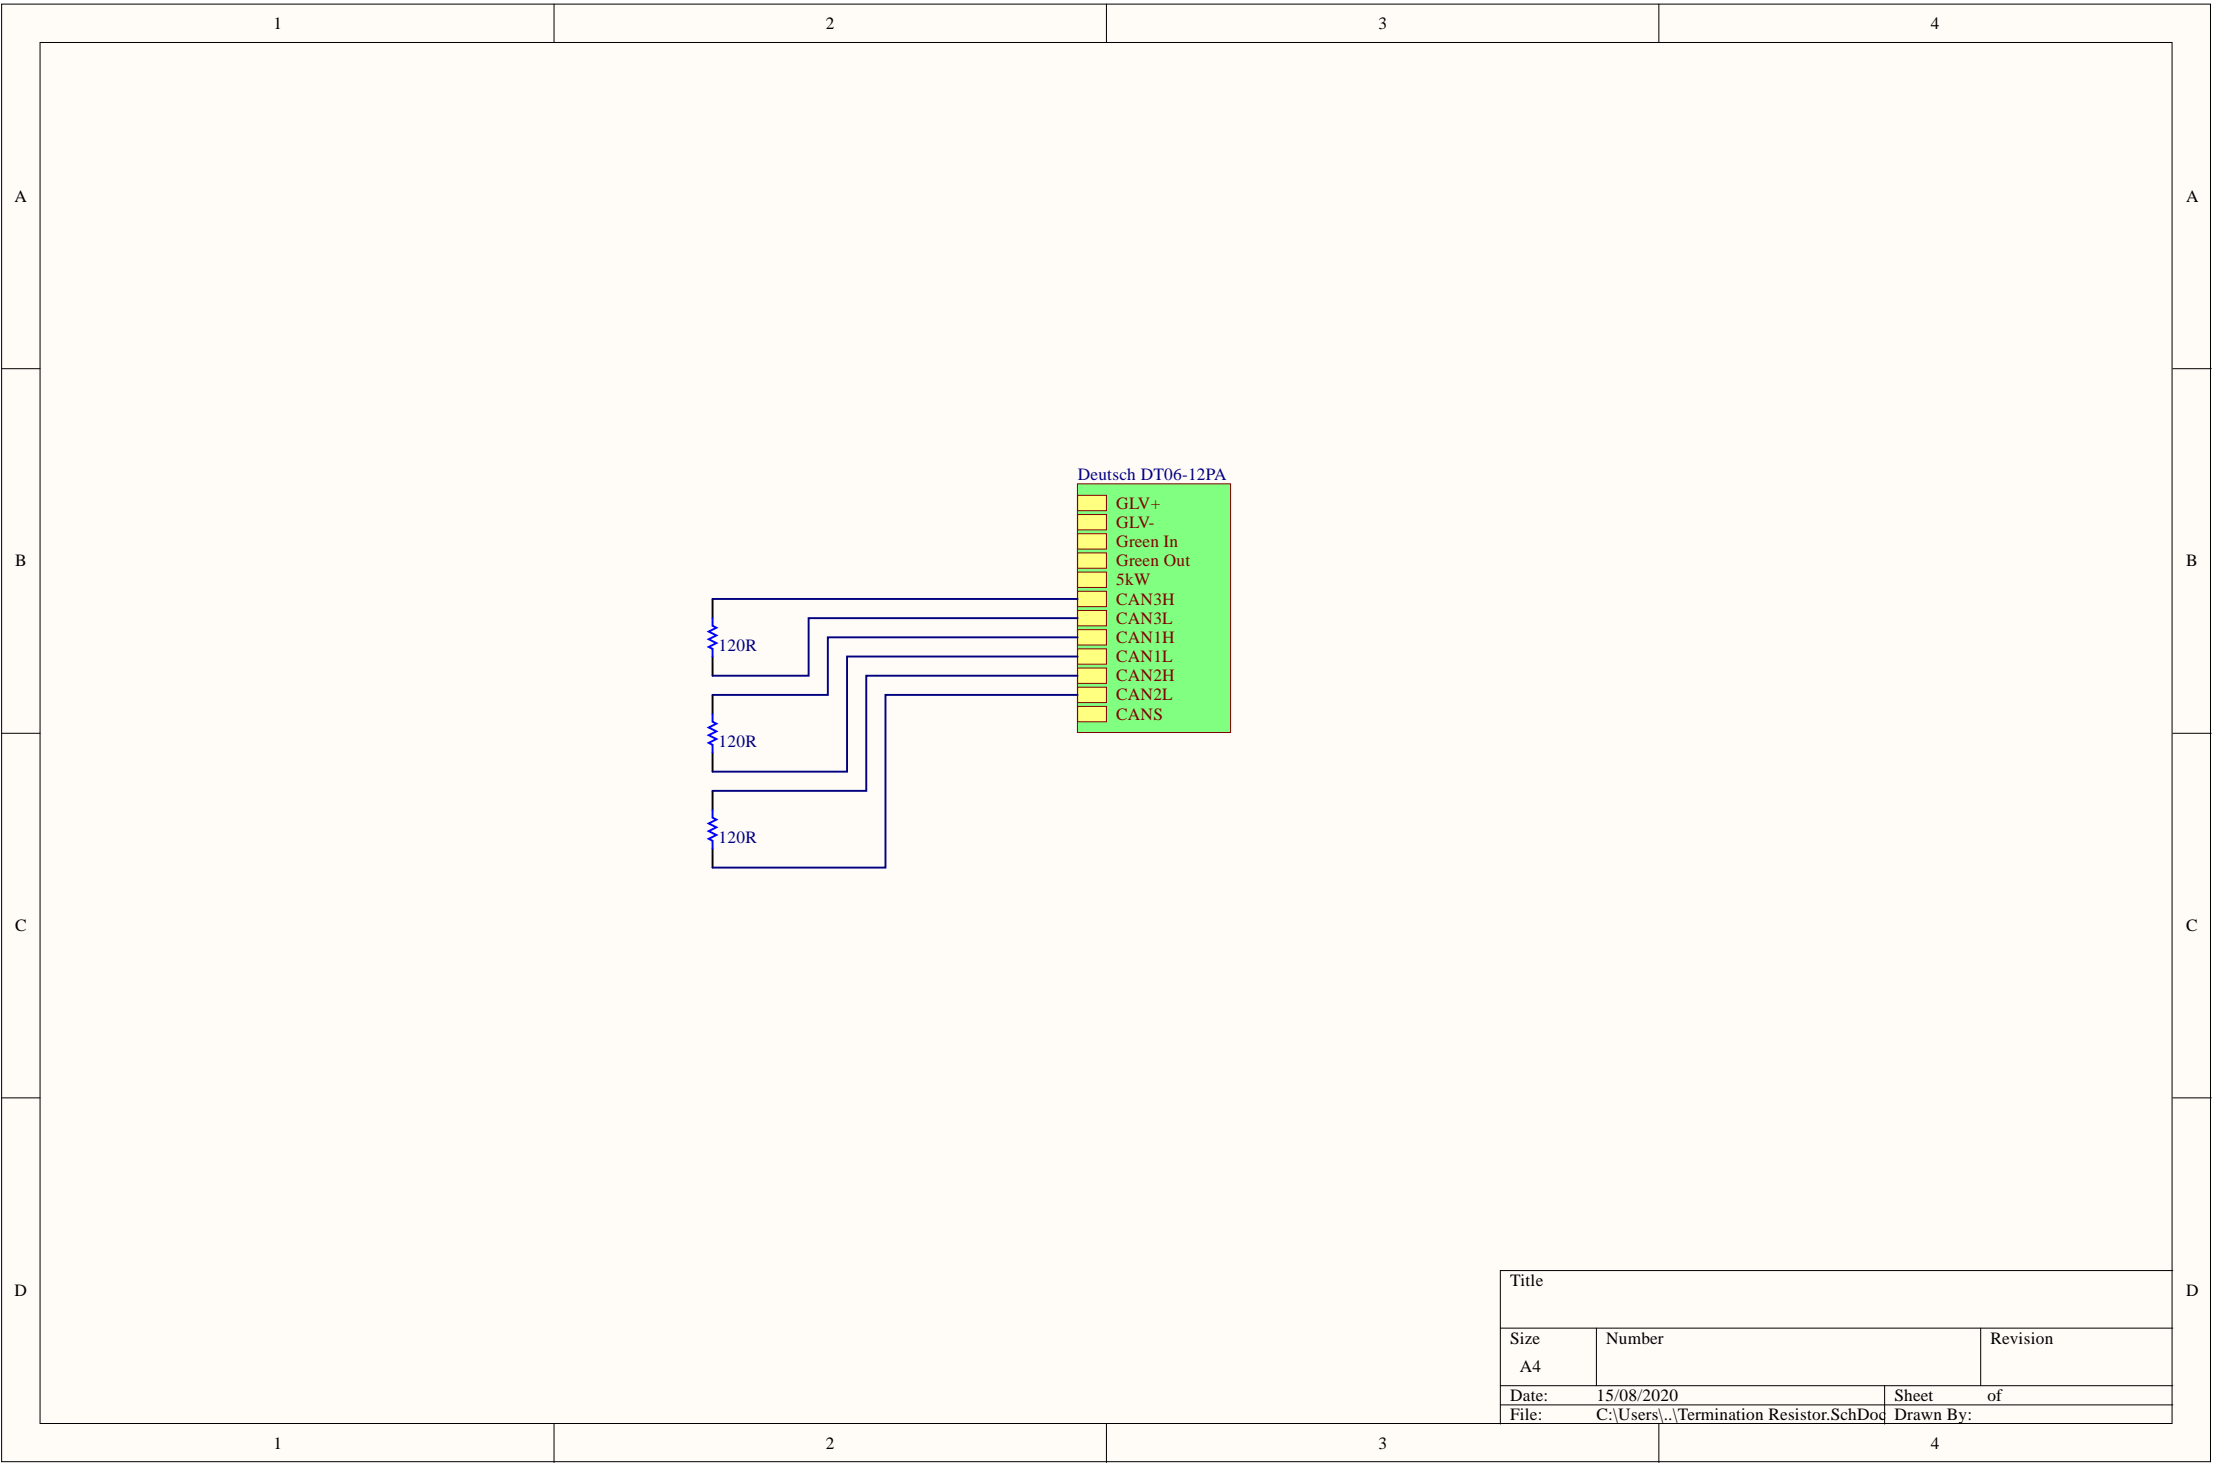 1 2 3 4
A A
Deutsch DT06-12PA
GLV+
GLV-
Green In
Green Out
B B
5kW
CAN3H
CAN3L
CAN1H
120R
CAN1L
CAN2H
CAN2L
CANS
120R
120R
C C
Title
D D
Size Number Revision
A4
Date: 15/08/2020 Sheet of
File: C:\Users\..\Termination Resistor.SchDoc Drawn By:
1 2 3 4